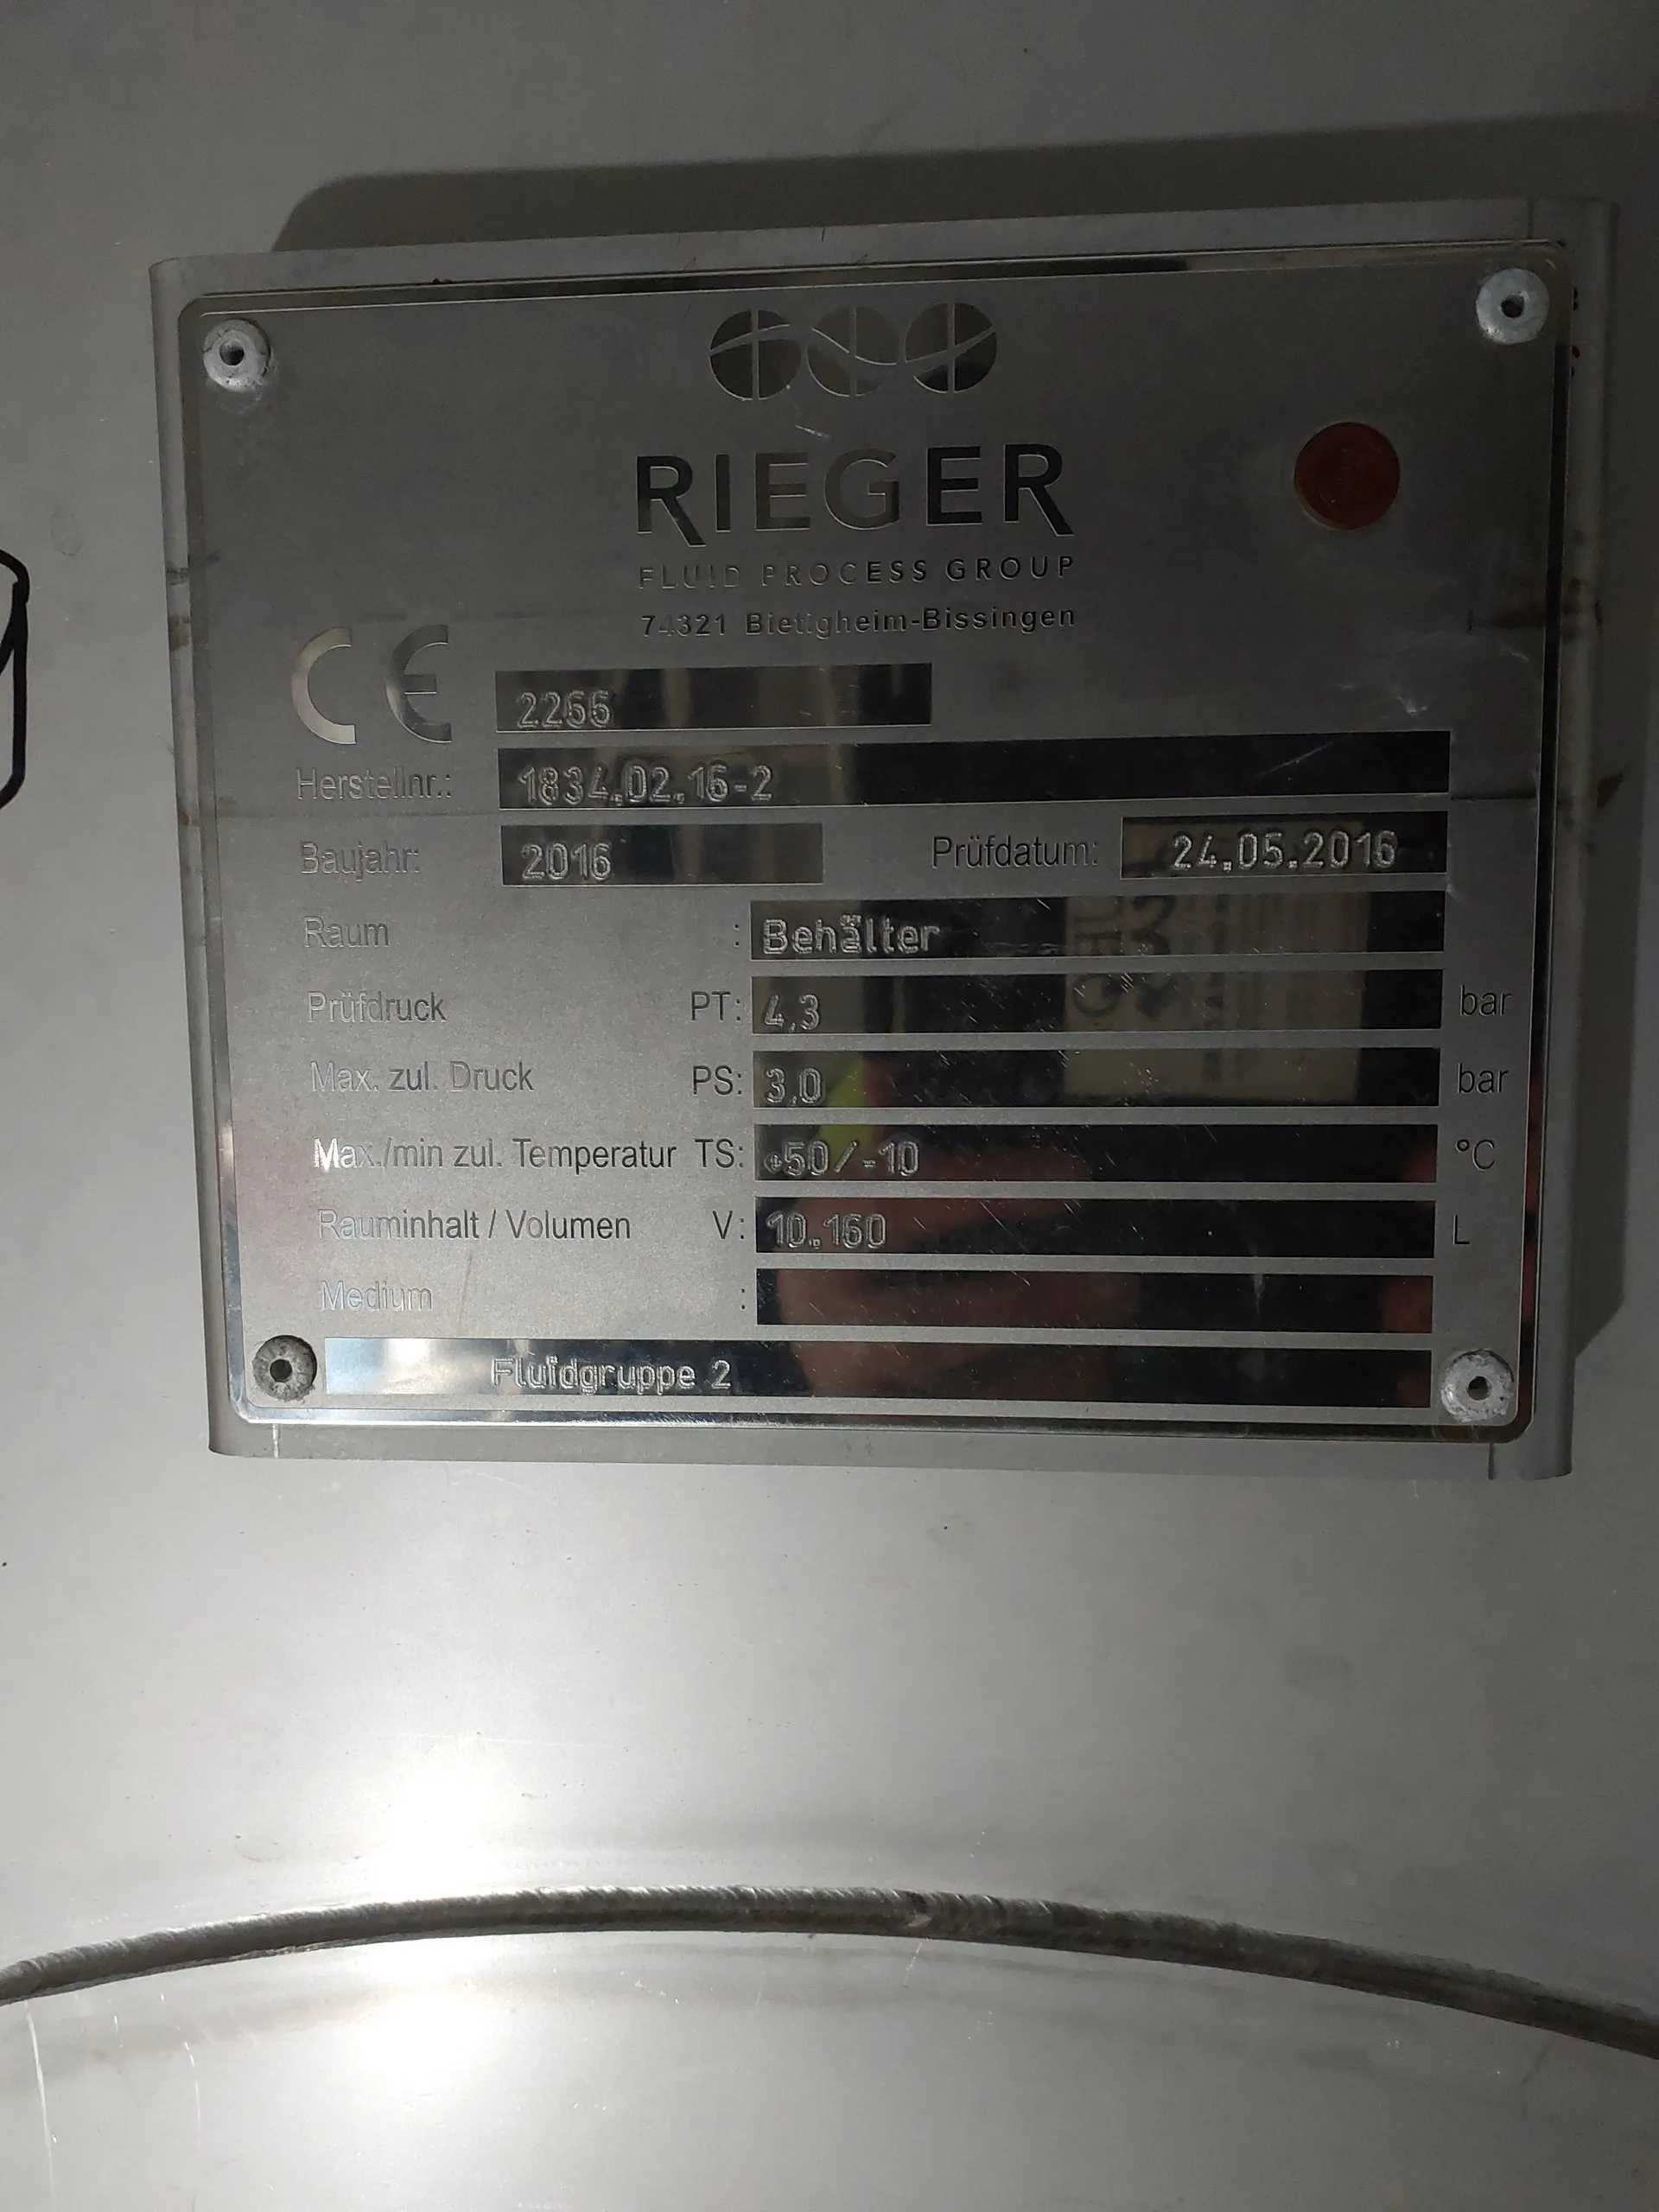 RIEGER
FLUID PROCESS GROUP
74321 Bietigheim-Bissingen
CE 2266
Herstellnr.: 1834.02.16-2
Baujahr: 2016 Prüfdatum: 24.05.2016
Raum : Behälter
Prüfdruck PT: 4.3 bar
Max. zul. Druck PS: 3.0 bar
Max./min zul. Temperatur TS: +50/-10 °C
Rauminhalt / Volumen V: 10.160 L
Medium :
Fluidgruppe 2